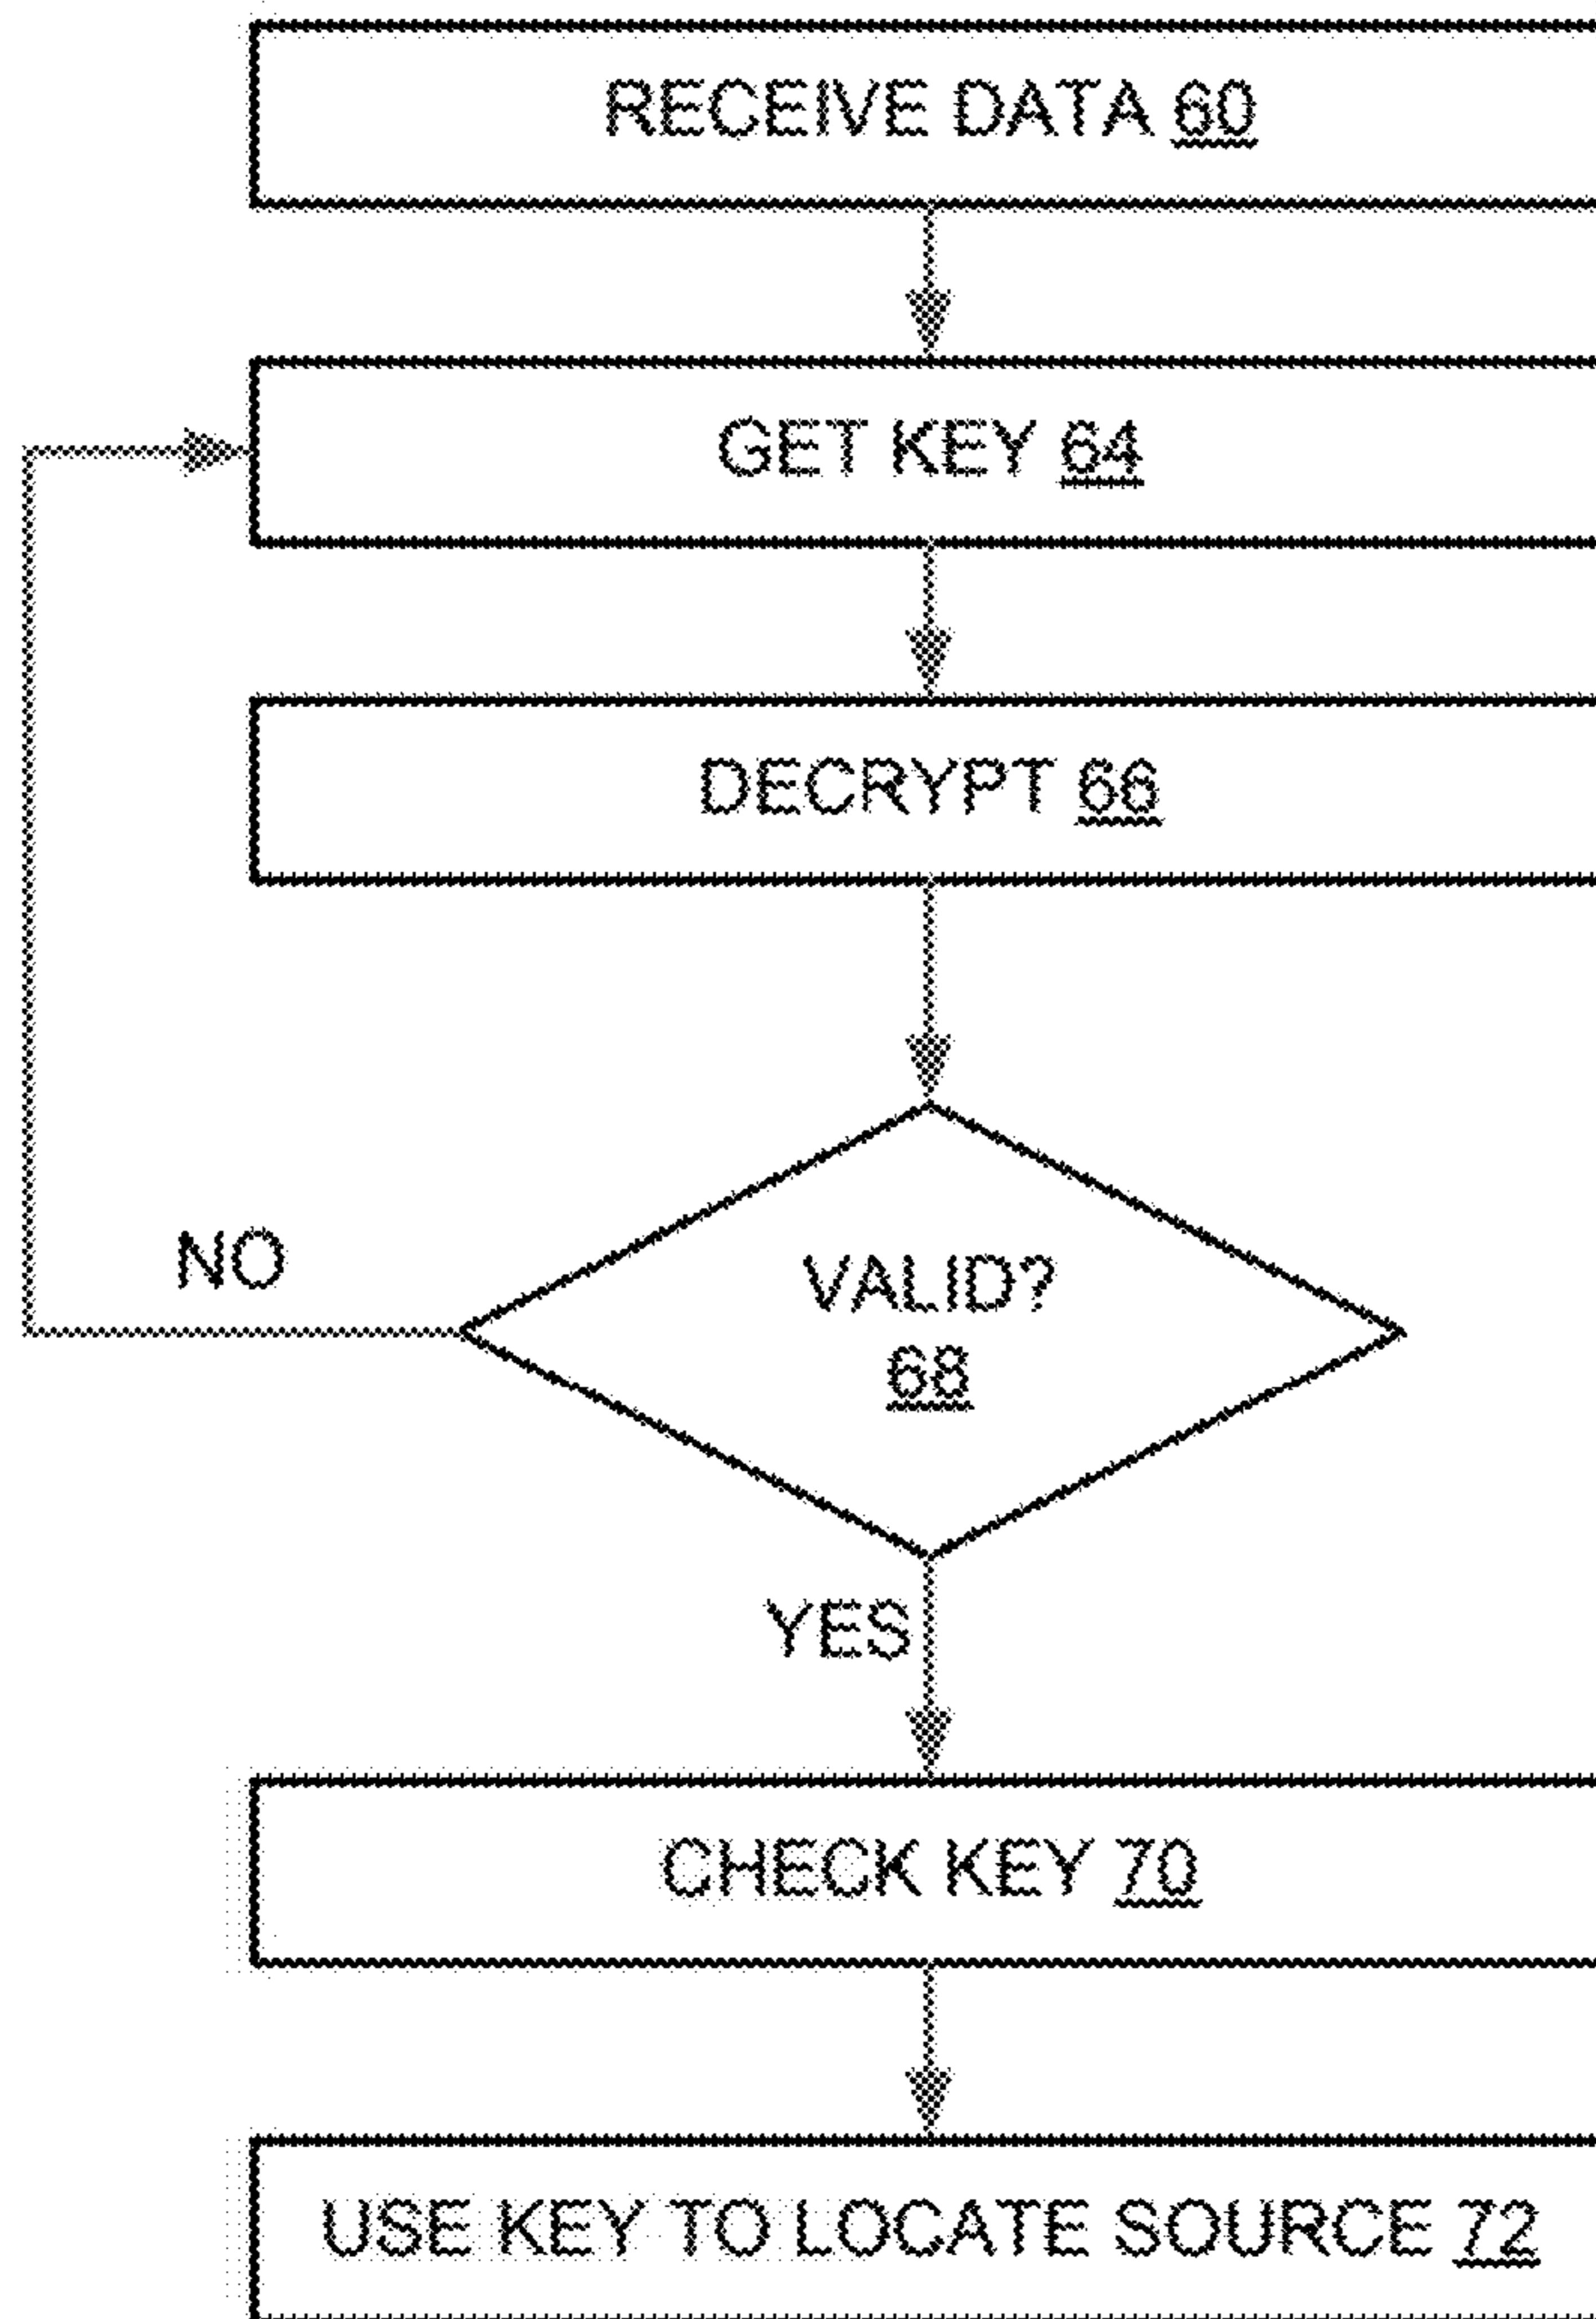 RECEIVE DATA 60
GET KEY 64
DECRYPT 66
NO
VALID?
68
YES
CHECK KEY 70
USE KEY TO LOCATE SOURCE 72